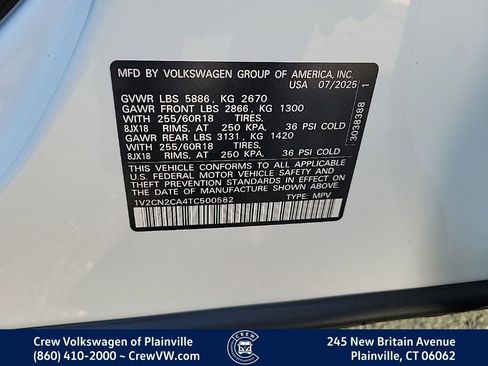 MFD BY VOLKSWAGEN GROUP OF AMERICA, INC.
USA 07/2025
GVWR LBS 5886, KG 2670
GAWR FRONT LBS 2866, KG 1300
WITH 255/60R18 TIRES,
8JX18 RIMS, AT 250 KPA, 36 PSI COLD
GAWR REAR LBS 3131, KG 1420
WITH 255/60R18 TIRES,
8JX18 RIMS, AT 250 KPA, 36 PSI COLD
THIS VEHICLE CONFORMS TO ALL APPLICABLE
U.S. FEDERAL MOTOR VEHICLE SAFETY AND
THEFT PREVENTION STANDARDS IN EFFECT ON
THE DATE OF MANUFACTURE SHOWN ABOVE.
1V2CN2CA4TC500582 TYPE: MPV
3038388 1
Crew Volkswagen of Plainville
(860) 410-2000 ~ CrewVW.com
CREW
245 New Britain Avenue
Plainville, CT 06062